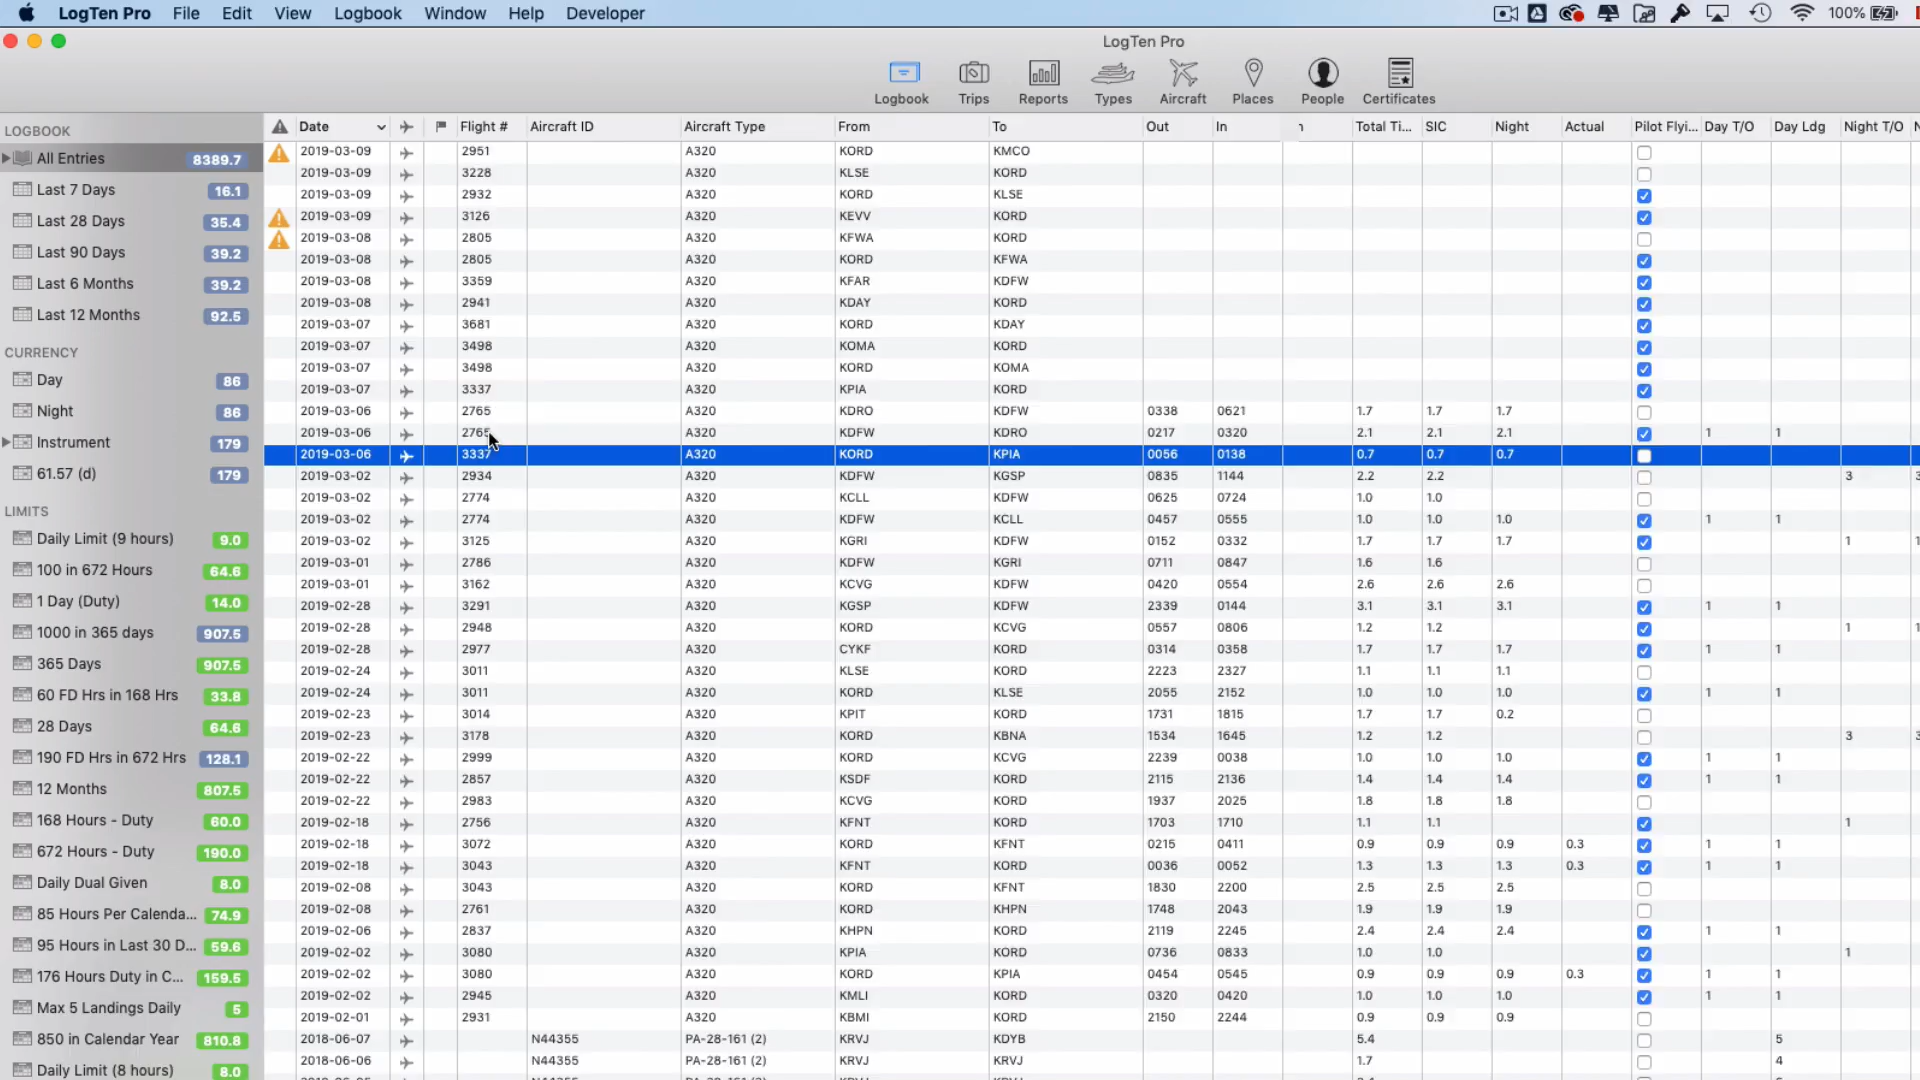 LogTen Pro File Edit View Logbook Window Help Developer 100%
LogTen Pro
Logbook Trips Reports Types Aircraft Places People Certificates
LOGBOOK
All Entries 8389.7
Last 7 Days 16.1
Last 28 Days 35.4
Last 90 Days 39.2
Last 6 Months 39.2
Last 12 Months 92.5
CURRENCY
Day 86
Night 86
Instrument 179
61.57 (d) 179
LIMITS
Daily Limit (9 hours) 9.0
100 in 672 Hours 64.6
1 Day (Duty) 14.0
1000 in 365 days 907.5
365 Days 907.5
60 FD Hrs in 168 Hrs 33.8
28 Days 64.6
190 FD Hrs in 672 Hrs 128.1
12 Months 807.5
168 Hours - Duty 60.0
672 Hours - Duty 190.0
Daily Dual Given 8.0
85 Hours Per Calenda... 74.9
95 Hours in Last 30 D... 59.6
176 Hours Duty in C... 159.5
Max 5 Landings Daily 5
850 in Calendar Year 810.8
Daily Limit (8 hours) 8.0
Date Flight # Aircraft ID Aircraft Type From To Out In Total Ti... SIC Night Actual Pilot Flyi... Day T/O Day Ldg Night T/O
2019-03-09 2951 A320 KORD KMCO
2019-03-09 3228 A320 KLSE KORD
2019-03-09 2932 A320 KORD KLSE
2019-03-09 3126 A320 KEVV KORD
2019-03-08 2805 A320 KFWA KORD
2019-03-08 2805 A320 KORD KFWA
2019-03-08 3359 A320 KFAR KDFW
2019-03-08 2941 A320 KDAY KORD
2019-03-07 3681 A320 KORD KDAY
2019-03-07 3498 A320 KOMA KORD
2019-03-07 3498 A320 KORD KOMA
2019-03-07 3337 A320 KPIA KORD
2019-03-06 2765 A320 KDRO KDFW 0338 0621 1.7 1.7 1.7
2019-03-06 2765 A320 KDFW KDRO 0217 0320 2.1 2.1 2.1 1 1
2019-03-06 3337 A320 KORD KPIA 0056 0138 0.7 0.7 0.7
2019-03-02 2934 A320 KDFW KGSP 0835 1144 2.2 2.2 3
2019-03-02 2774 A320 KCLL KDFW 0625 0724 1.0 1.0
2019-03-02 2774 A320 KDFW KCLL 0457 0555 1.0 1.0 1.0 1 1
2019-03-02 3125 A320 KGRI KDFW 0152 0332 1.7 1.7 1.7 1
2019-03-01 2786 A320 KDFW KGRI 0711 0847 1.6 1.6
2019-03-01 3162 A320 KCVG KDFW 0420 0554 2.6 2.6 2.6
2019-02-28 3291 A320 KGSP KDFW 2339 0144 3.1 3.1 3.1 1 1
2019-02-28 2948 A320 KORD KCVG 0557 0806 1.2 1.2 1
2019-02-28 2977 A320 CYKF KORD 0314 0358 1.7 1.7 1.7 1 1
2019-02-24 3011 A320 KLSE KORD 2223 2327 1.1 1.1 1.1
2019-02-24 3011 A320 KORD KLSE 2055 2152 1.0 1.0 1.0 1 1
2019-02-23 3014 A320 KPIT KORD 1731 1815 1.7 1.7 0.2
2019-02-23 3178 A320 KORD KBNA 1534 1645 1.2 1.2 3
2019-02-22 2999 A320 KORD KCVG 2239 0038 1.0 1.0 1.0 1 1
2019-02-22 2857 A320 KSDF KORD 2115 2136 1.4 1.4 1.4 1 1
2019-02-22 2983 A320 KCVG KORD 1937 2025 1.8 1.8 1.8
2019-02-18 2756 A320 KFNT KORD 1703 1710 1.1 1.1 1
2019-02-18 3072 A320 KORD KFNT 0215 0411 0.9 0.9 0.9 0.3 1 1
2019-02-18 3043 A320 KFNT KORD 0036 0052 1.3 1.3 1.3 0.3 1 1
2019-02-08 3043 A320 KORD KFNT 1830 2200 2.5 2.5 2.5
2019-02-08 2761 A320 KORD KHPN 1748 2043 1.9 1.9 1.9
2019-02-06 2837 A320 KHPN KORD 2119 2245 2.4 2.4 2.4 1 1
2019-02-02 3080 A320 KPIA KORD 0736 0833 1.0 1.0 1
2019-02-02 3080 A320 KORD KPIA 0454 0545 0.9 0.9 0.9 0.3 1 1
2019-02-02 2945 A320 KMLI KORD 0320 0420 1.0 1.0 1.0 1 1
2019-02-01 2931 A320 KBMI KORD 2150 2244 0.9 0.9 0.9
2018-06-07 N44355 PA-28-161 (2) KRVJ KDYB 5.4 5
2018-06-06 N44355 PA-28-161 (2) KRVJ KRVJ 1.7 4